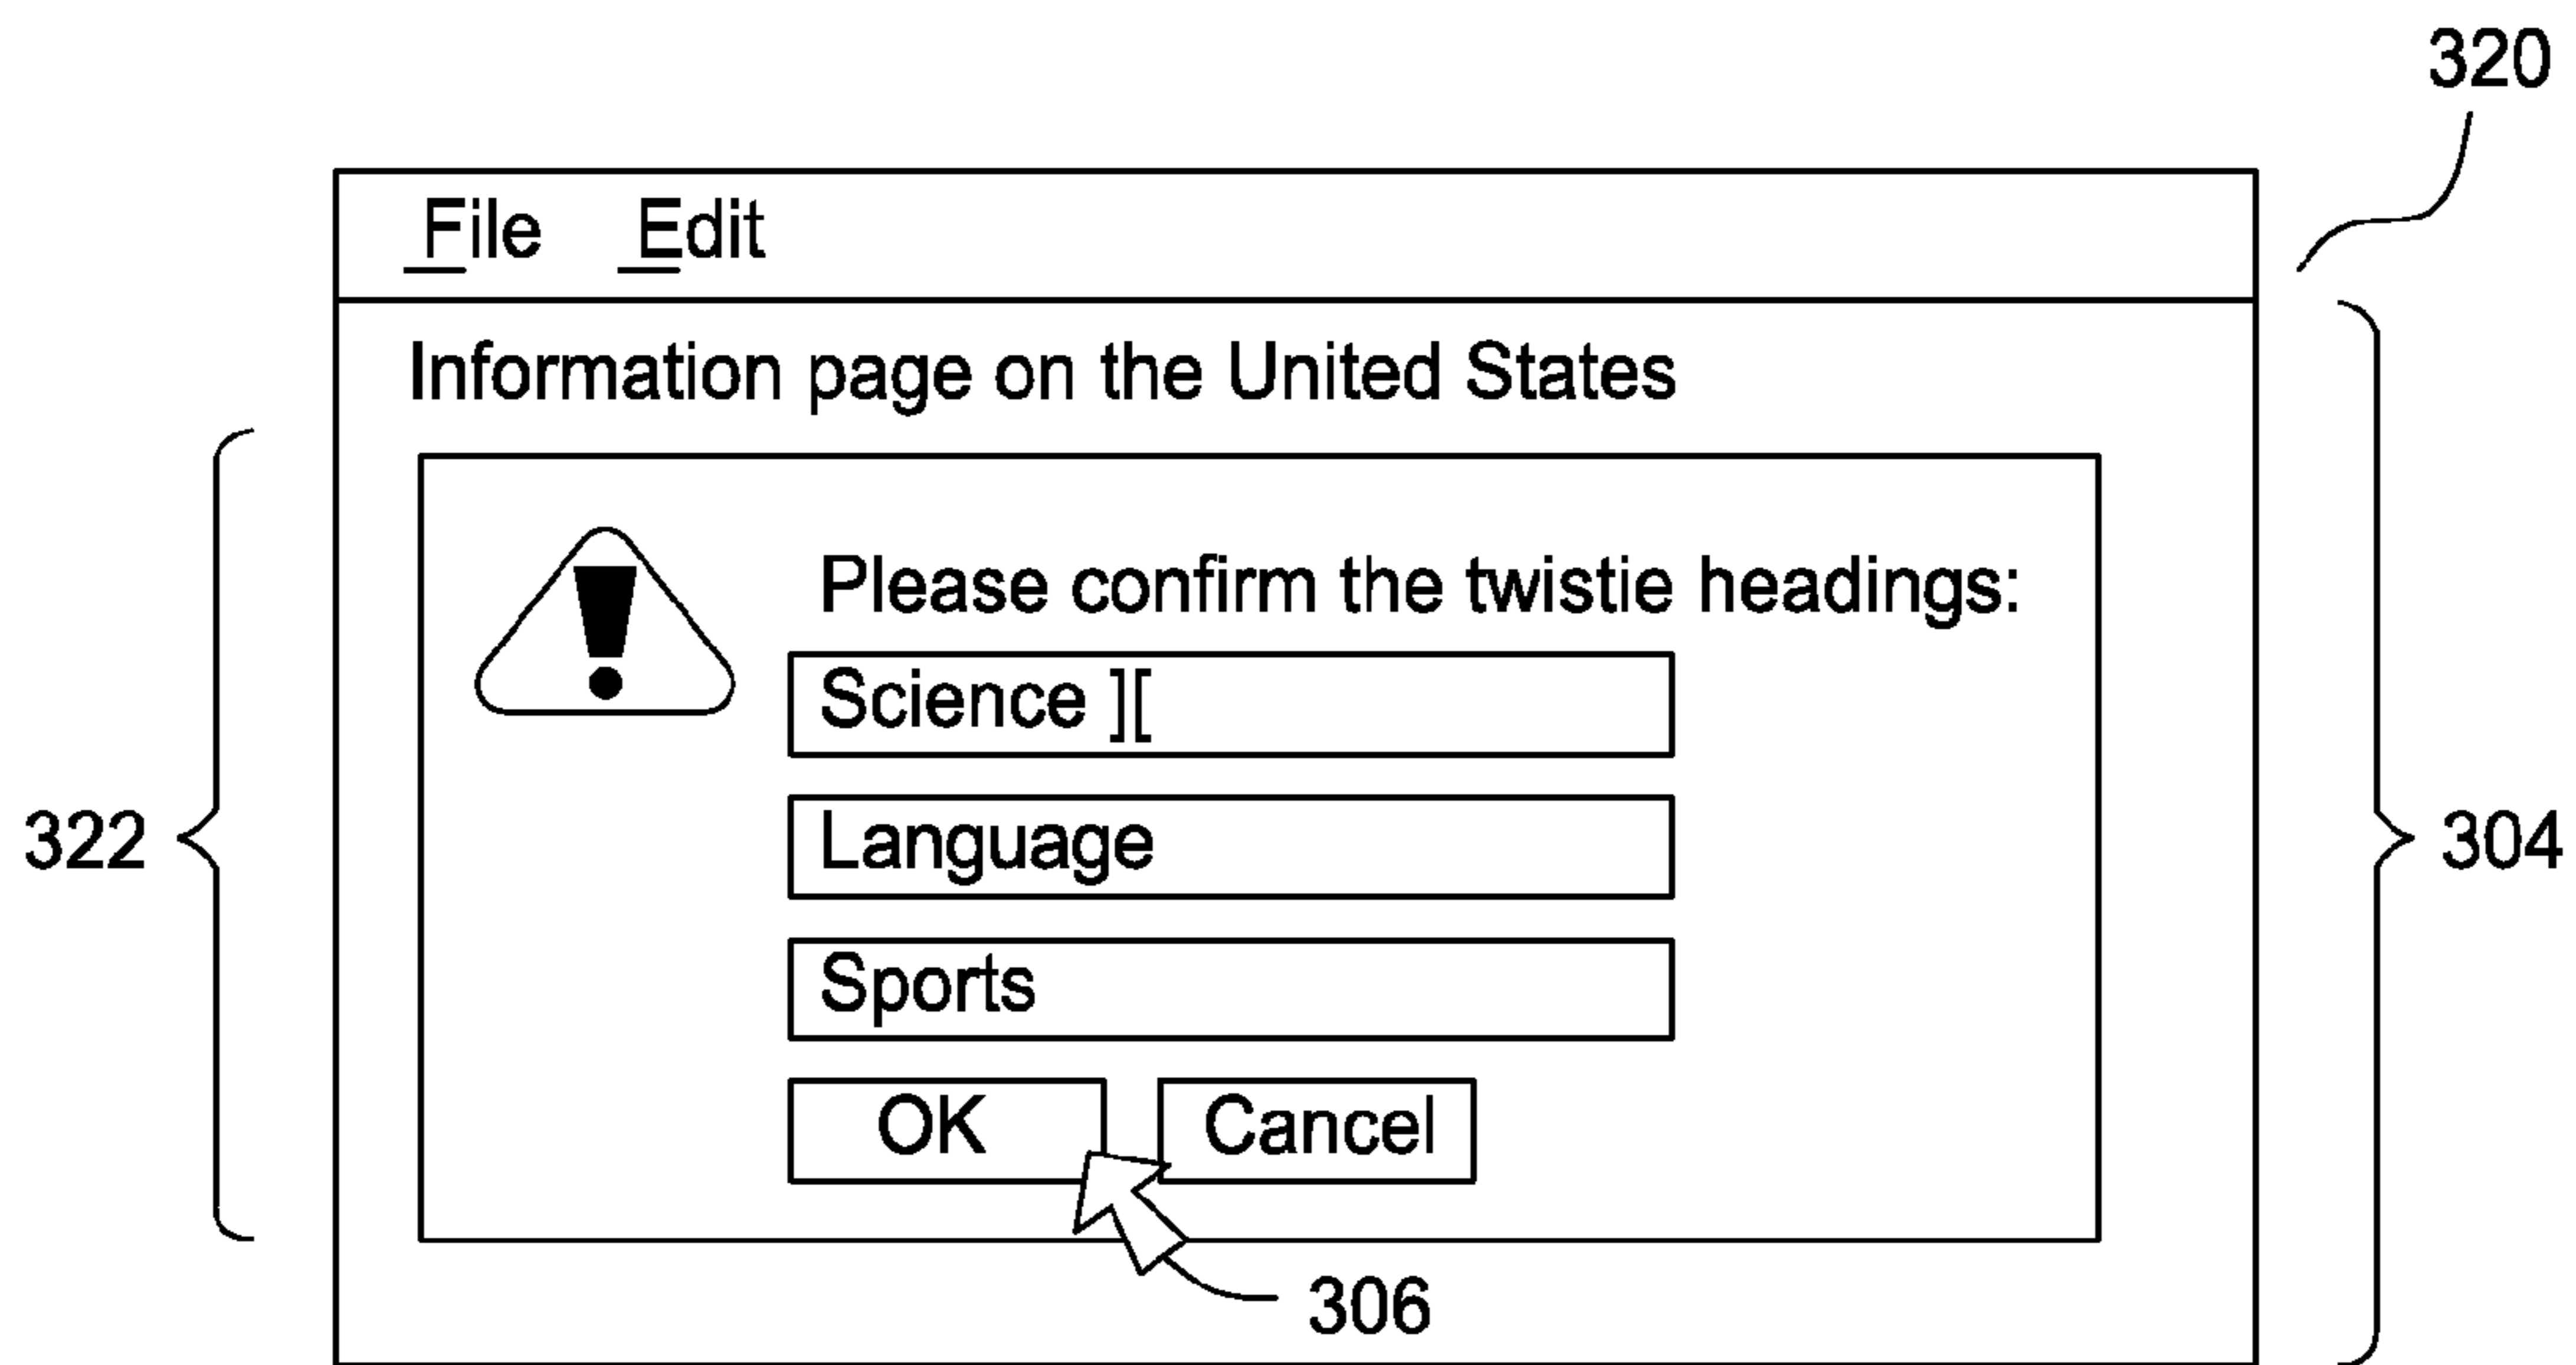 320
File Edit
Information page on the United States
Please confirm the twistie headings:
Science ][
322
Language
304
Sports
OK Cancel
306